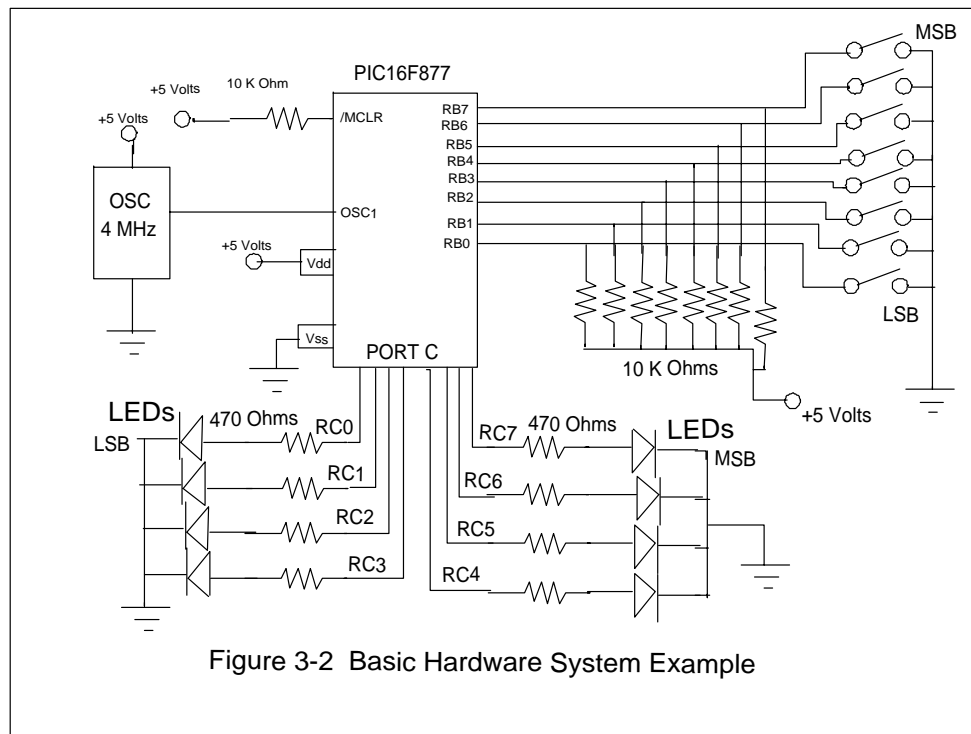 MSB
PIC16F877
+5 Volts
10 K Ohm
+5 Volts
/MCLR
RB7
RB6
RB5
RB4
RB3
RB2
RB1
RB0
OSC
4 MHz
OSC1
+5 Volts
Vdd
Vss
LSB
PORT C
10 K Ohms
+5 Volts
LEDs
470 Ohms
RC0
LSB
RC1
RC2
RC3
RC7
470 Ohms
LEDs
MSB
RC6
RC5
RC4
Figure 3-2 Basic Hardware System Example